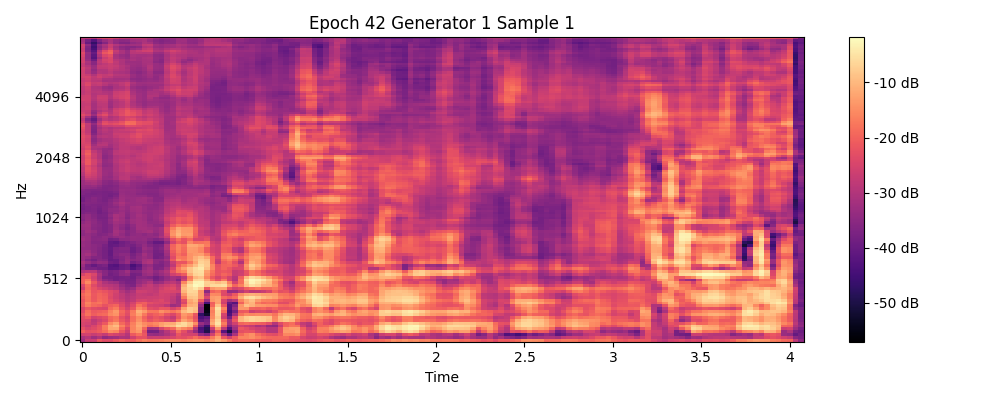 Epoch 42 Generator 1 Sample 1
Hz
4096
2048
1024
512
0
0 0.5 1 1.5 2 2.5 3 3.5 4
Time
-10 dB
-20 dB
-30 dB
-40 dB
-50 dB